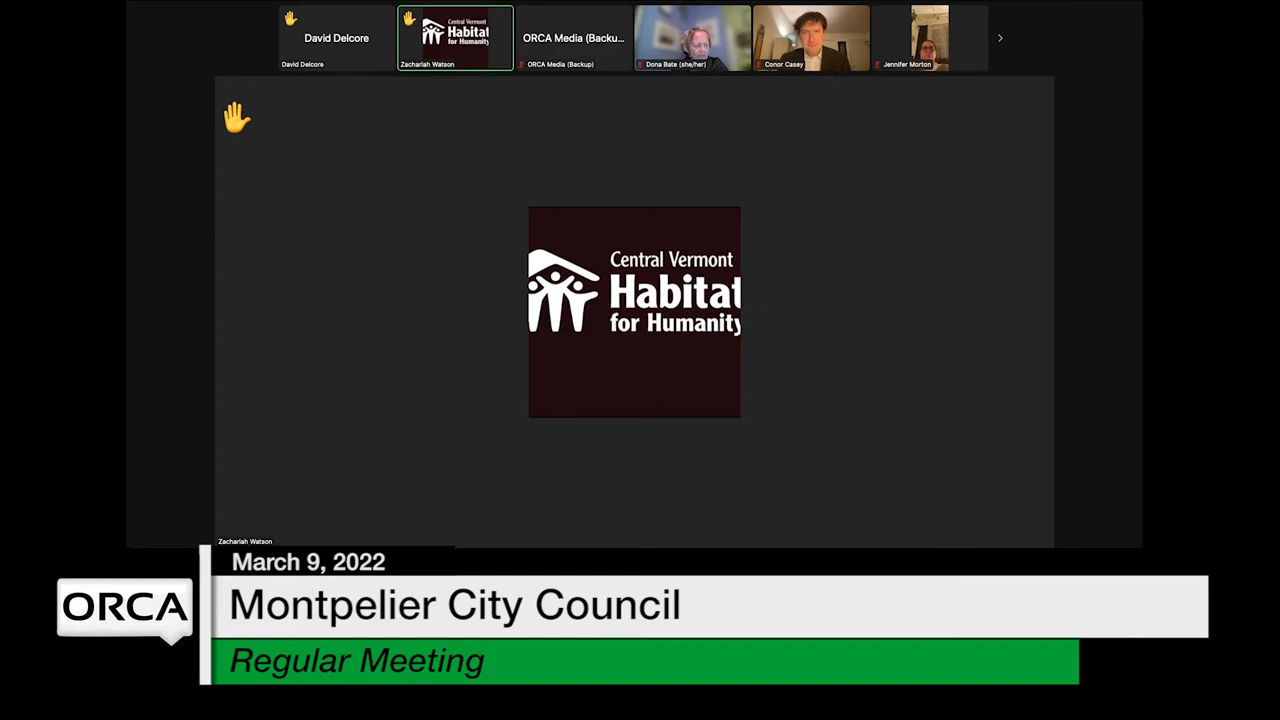 David Delcore
David Delcore
Central Vermont
Habitat
for Humanity
Zachariah Watson
ORCA Media (Backu...
ORCA Media (Backup)
Dona Bate (she/her)
Conor Casey
Jennifer Morton
Central Vermont
Habitat
for Humanity
Zachariah Watson
March 9, 2022
ORCA
Montpelier City Council
Regular Meeting